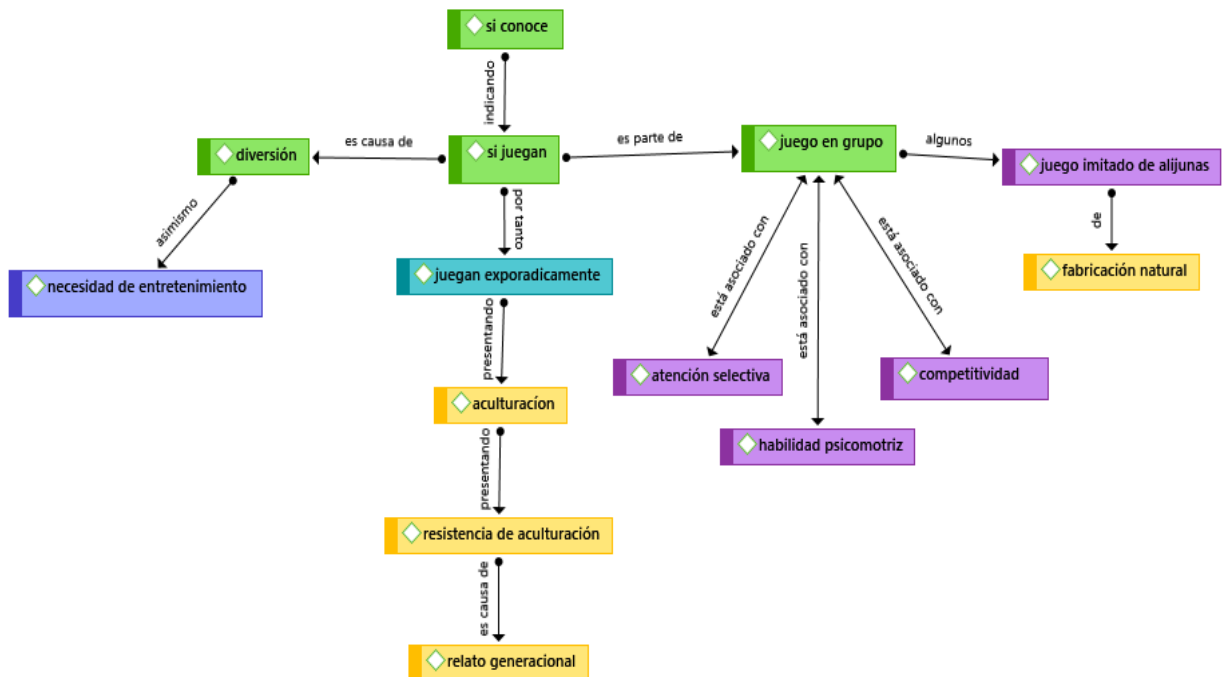 si conoce
indicando
diversión
es causa de
si juegan
es parte de
juego en grupo
algunos
juego imitado de alijunas
asimismo
por tanto
de
necesidad de entretenimiento
juegan exporadicamente
está asociado con
está asociado con
está asociado con
fabricación natural
presentando
atención selectiva
competitividad
aculturacíon
habilidad psicomotriz
presentando
resistencia de aculturación
es causa de
relato generacional